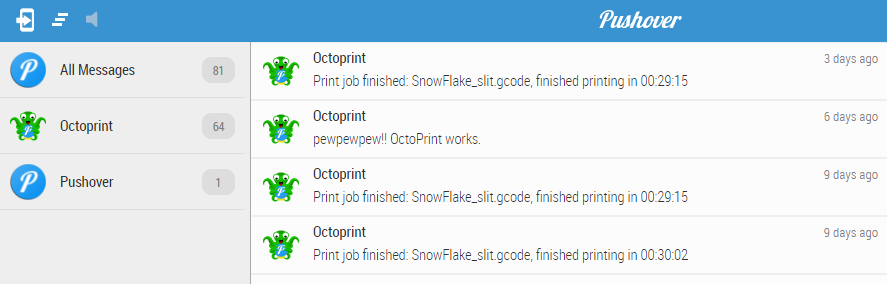 Pushover
All Messages 81
Octoprint 64
Pushover 1
Octoprint 3 days ago
Print job finished: SnowFlake_slit.gcode, finished printing in 00:29:15
Octoprint 6 days ago
pewpewpew!! OctoPrint works.
Octoprint 9 days ago
Print job finished: SnowFlake_slit.gcode, finished printing in 00:29:15
Octoprint 9 days ago
Print job finished: SnowFlake_slit.gcode, finished printing in 00:30:02